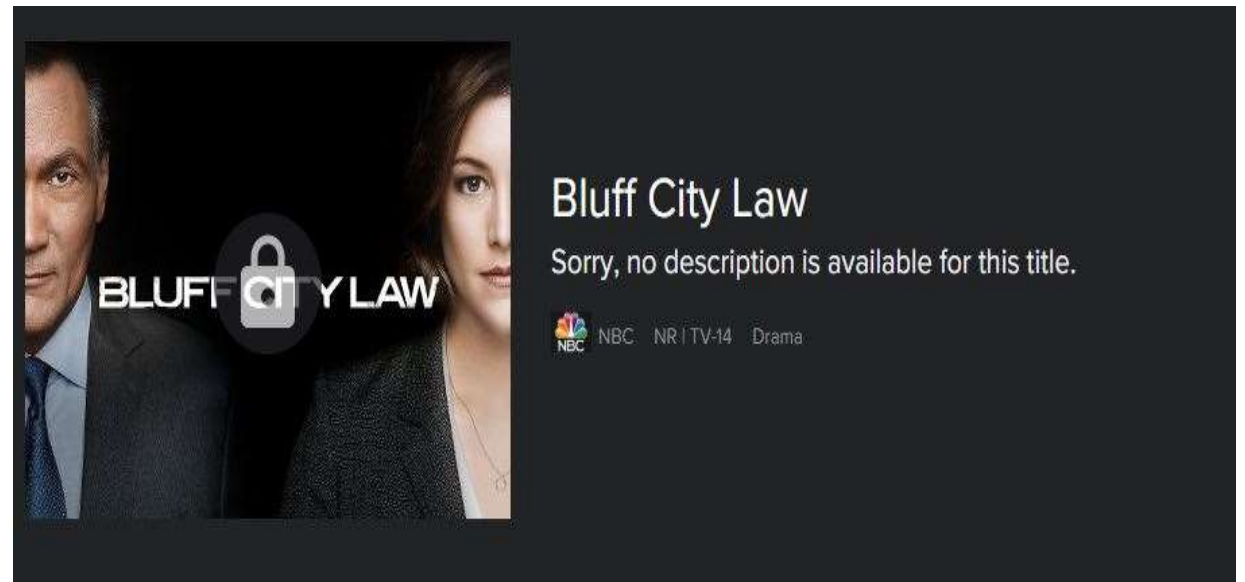 BLUFF CITY LAW
Bluff City Law
Sorry, no description is available for this title.
NBC NBC NR | TV-14 Drama